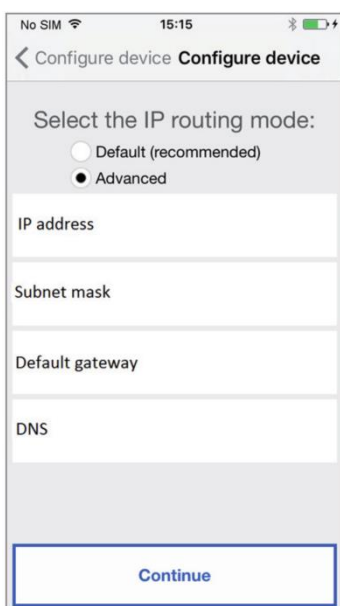 No SIM 15:15
Configure device Configure device
Select the IP routing mode:
Default (recommended)
Advanced
IP address
Subnet mask
Default gateway
DNS
Continue